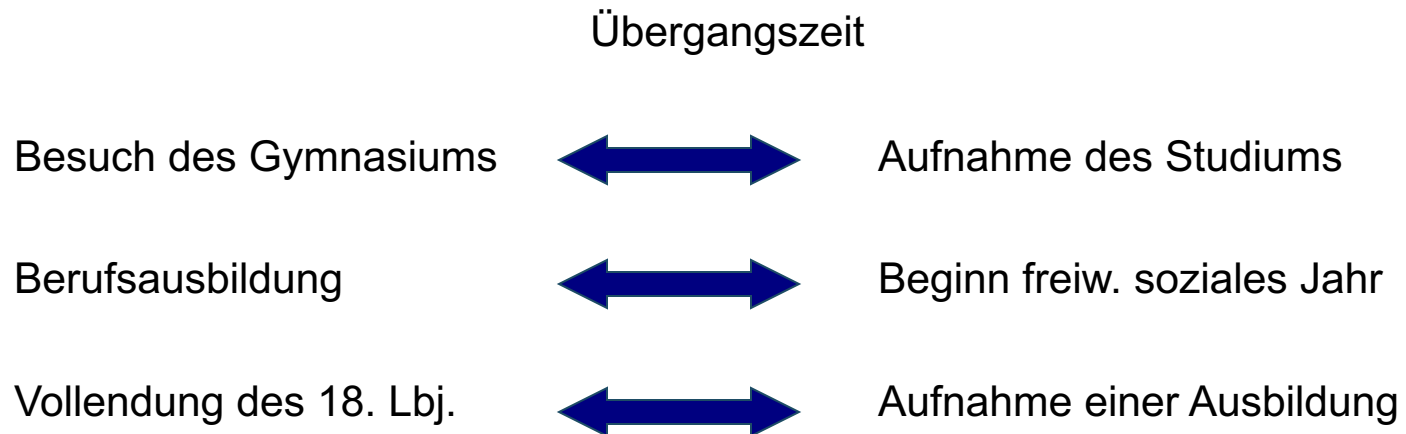 Übergangszeit
Besuch des Gymnasiums Aufnahme des Studiums
Berufsausbildung Beginn freiw. soziales Jahr
Vollendung des 18. Lbj. Aufnahme einer Ausbildung